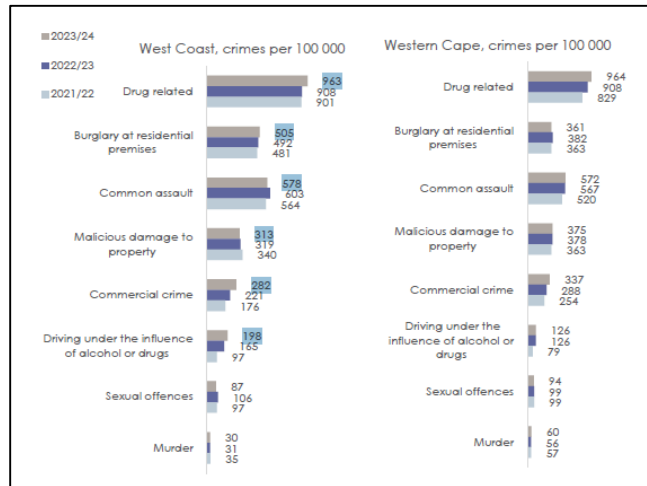 2023/24
2022/23
2021/22
West Coast, crimes per 100 000
Drug related
963
908
901
Burglary at residential
premises
505
492
481
Common assault
578
603
564
Malicious damage to
property
313
319
340
Commercial crime
282
221
176
Driving under the influence
of alcohol or drugs
198
165
97
Sexual offences
87
106
97
Murder
30
31
35
Western Cape, crimes per 100 000
Drug related
964
908
829
Burglary at residential
premises
361
382
363
Common assault
572
567
520
Malicious damage to
property
375
378
363
Commercial crime
337
288
254
Driving under the
influence of alcohol or
drugs
126
126
79
Sexual offences
94
99
99
Murder
60
56
57